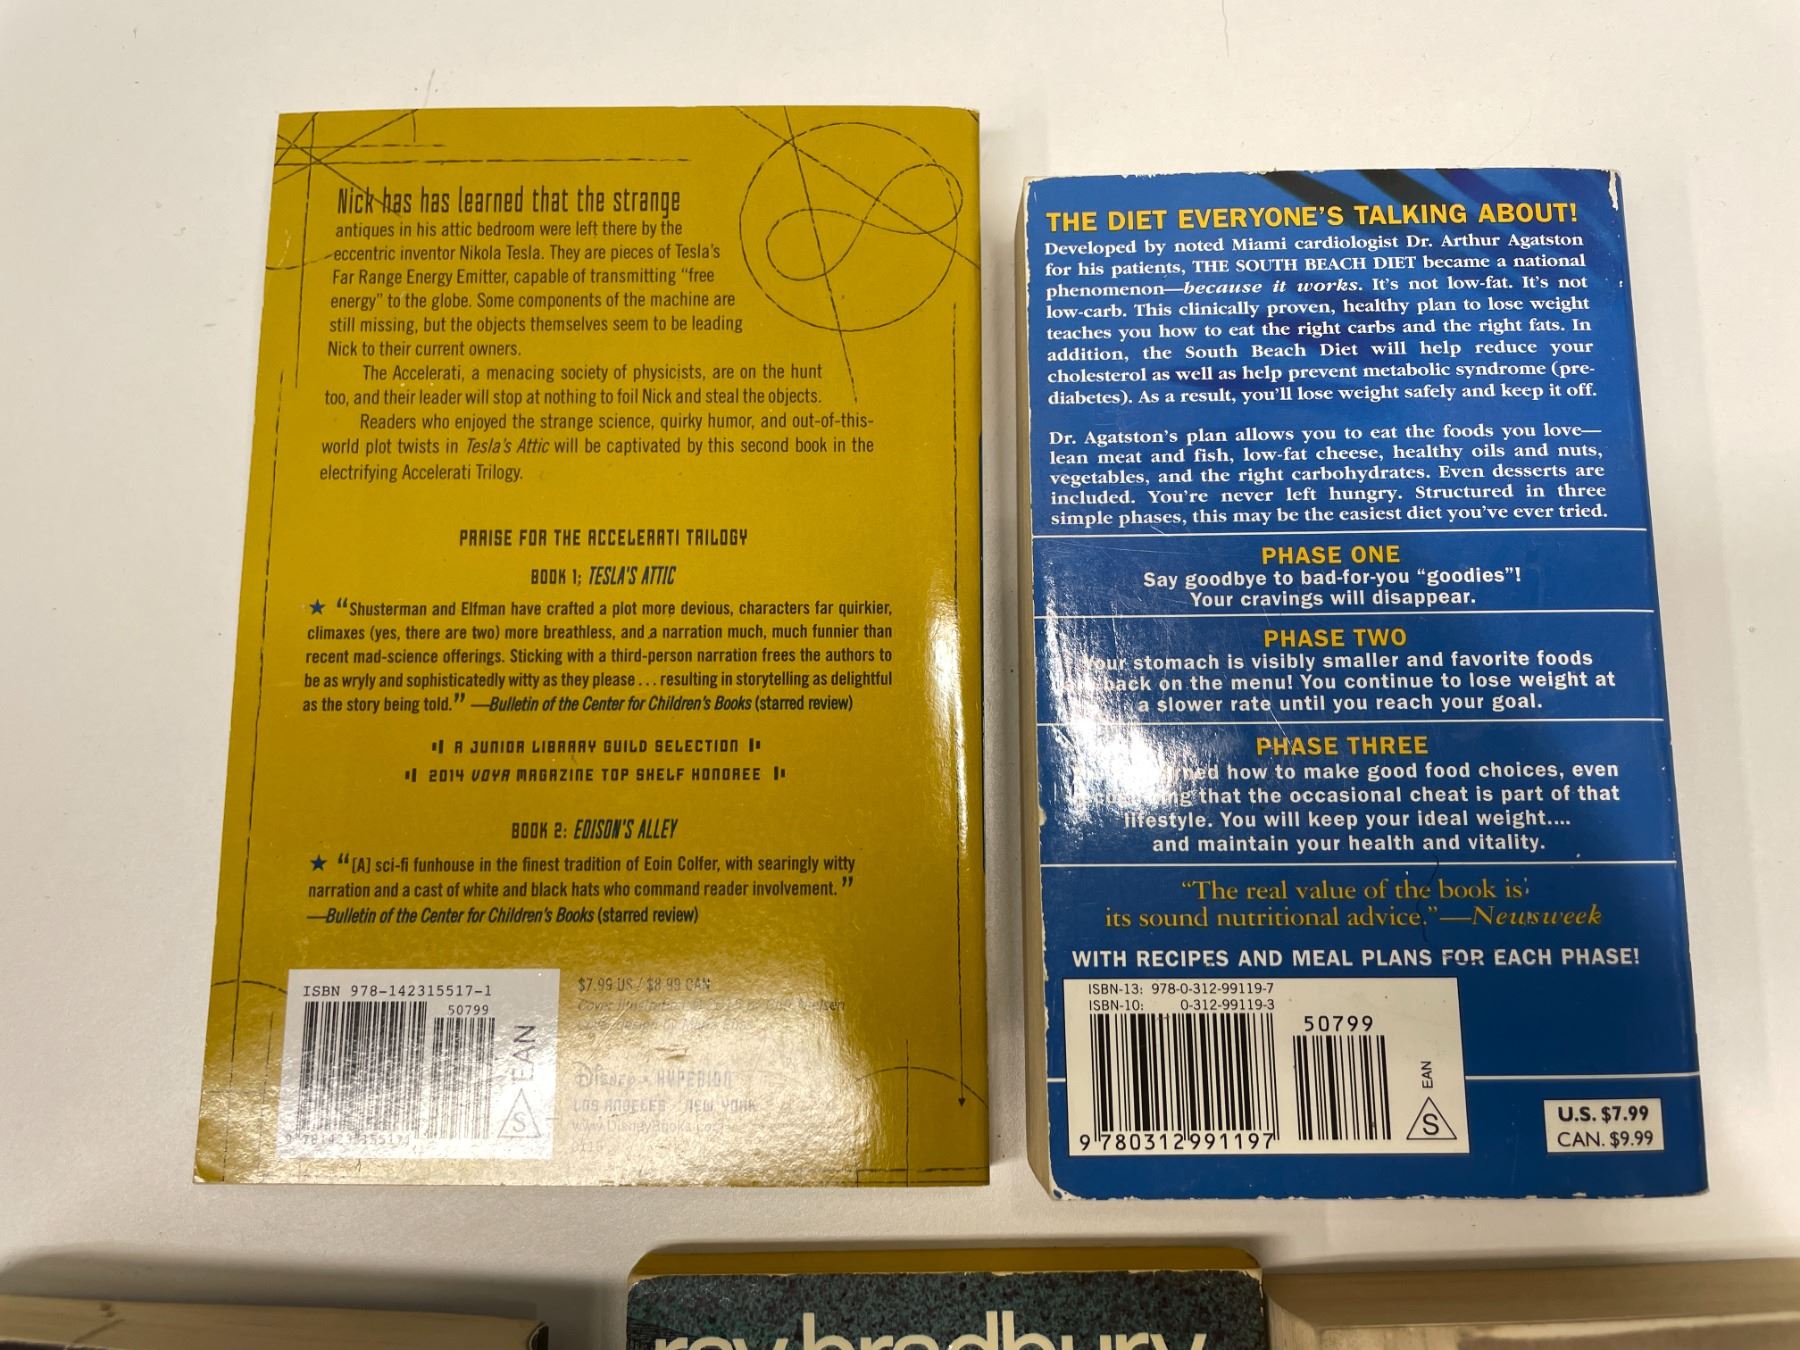 Nick has has learned that the strange
antiques in his attic bedroom were left there by the
eccentric inventor Nikola Tesla. They are pieces of Tesla's
Far Range Energy Emitter, capable of transmitting "free
energy" to the globe. Some components of the machine are
still missing, but the objects themselves seem to be leading
Nick to their current owners.
The Accelerati, a menacing society of physicists, are on the hunt
too, and their leader will stop at nothing to foil Nick and steal the objects.
Readers who enjoyed the strange science, quirky humor, and out-of-this-
world plot twists in Tesla's Attic will be captivated by this second book in the
electrifying Accelerati Trilogy.
PRAISE FOR THE ACCELERATI TRILOGY
BOOK 1: TESLA'S ATTIC
★ "Shusterman and Elfman have crafted a plot more devious, characters far quirkier,
climaxes (yes, there are two) more breathless, and a narration much, much funnier than
recent mad-science offerings. Sticking with a third-person narration frees the authors to
be as wryly and sophisticatedly witty as they please . . . resulting in storytelling as delightful
as the story being told." —Bulletin of the Center for Children's Books (starred review)
A JUNIOR LIBRARY GUILD SELECTION
2014 VOYA MAGAZINE TOP SHELF HONOREE
BOOK 2: EDISON'S ALLEY
★ "[A] sci-fi funhouse in the finest tradition of Eoin Colfer, with searingly witty
narration and a cast of white and black hats who command reader involvement."
—Bulletin of the Center for Children's Books (starred review)
ISBN 978-142315517-1
50799
EAN
S
$7.99 US / $8.99 CAN
Disney • HYPERION
LOS ANGELES NEW YORK
www.DisneyBooks.com
THE DIET EVERYONE'S TALKING ABOUT!
Developed by noted Miami cardiologist Dr. Arthur Agatston
for his patients, THE SOUTH BEACH DIET became a national
phenomenon—because it works. It's not low-fat. It's not
low-carb. This clinically proven, healthy plan to lose weight
teaches you how to eat the right carbs and the right fats. In
addition, the South Beach Diet will help reduce your
cholesterol as well as help prevent metabolic syndrome (pre-
diabetes). As a result, you'll lose weight safely and keep it off.
Dr. Agatston's plan allows you to eat the foods you love—
lean meat and fish, low-fat cheese, healthy oils and nuts,
vegetables, and the right carbohydrates. Even desserts are
included. You're never left hungry. Structured in three
simple phases, this may be the easiest diet you've ever tried.
PHASE ONE
Say goodbye to bad-for-you "goodies"!
Your cravings will disappear.
PHASE TWO
Your stomach is visibly smaller and favorite foods
back on the menu! You continue to lose weight at
a slower rate until you reach your goal.
PHASE THREE
how to make good food choices, even
that the occasional cheat is part of that
lifestyle. You will keep your ideal weight....
and maintain your health and vitality.
"The real value of the book is
its sound nutritional advice."—Newsweek
WITH RECIPES AND MEAL PLANS FOR EACH PHASE!
ISBN-13: 978-0-312-99119-7
ISBN-10: 0-312-99119-3
50799
9 780312 991197
EAN
S
U.S. $7.99
CAN. $9.99
ray bradbury